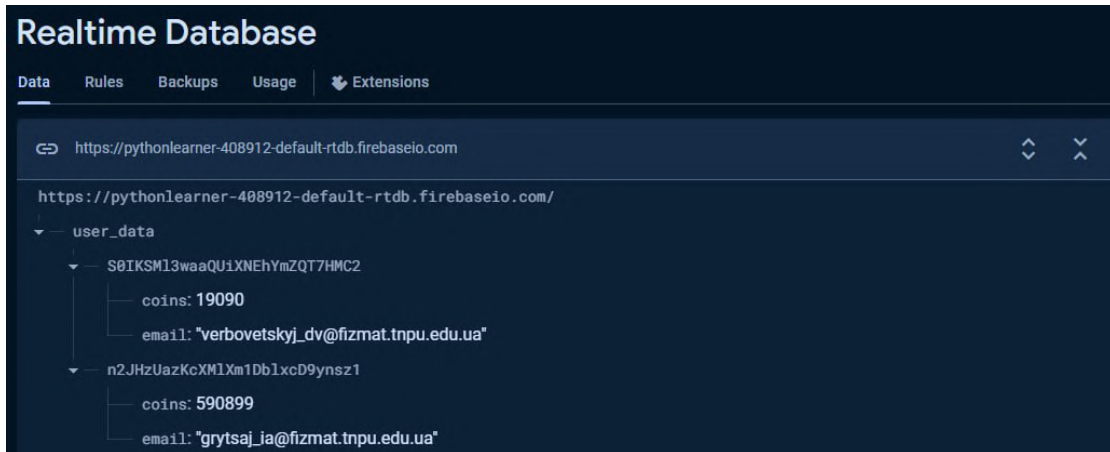 Realtime Database
Data Rules Backups Usage Extensions
https://pythonlearner-408912-default-rtdb.firebaseio.com
https://pythonlearner-408912-default-rtdb.firebaseio.com/
user_data
S0IKSMl3waaQUiXNEhYmZQT7HMC2
coins: 19090
email: "verbovetskyj_dv@fizmat.tnpu.edu.ua"
n2JHzUazKcXMlXm1DblxcD9ynsz1
coins: 590899
email: "grytsaj_ia@fizmat.tnpu.edu.ua"